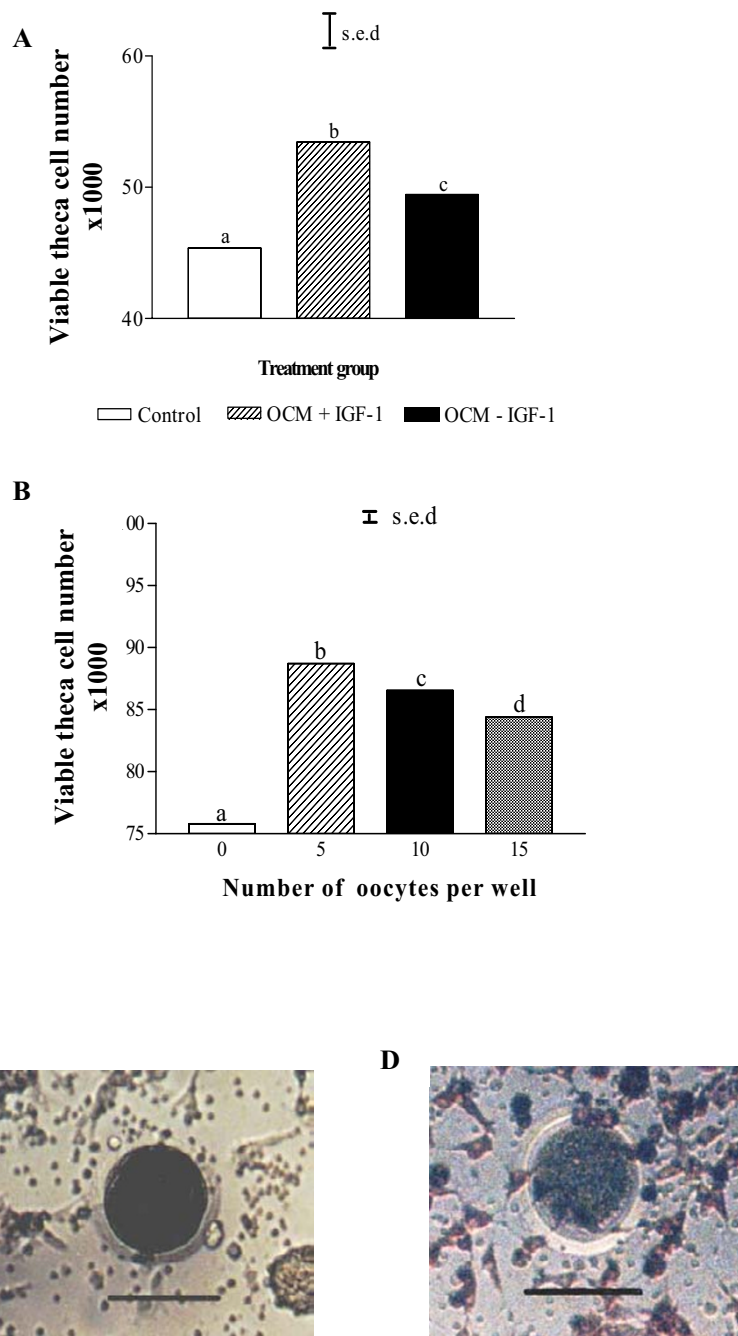 A
s.e.d
60
50
40
Viable theca cell number
x1000
a
b
c
Treatment group
Control OCM + IGF-1 OCM - IGF-1
B
s.e.d
00
95
90
85
80
75
Viable theca cell number
x1000
a
b
c
d
0 5 10 15
Number of oocytes per well
D